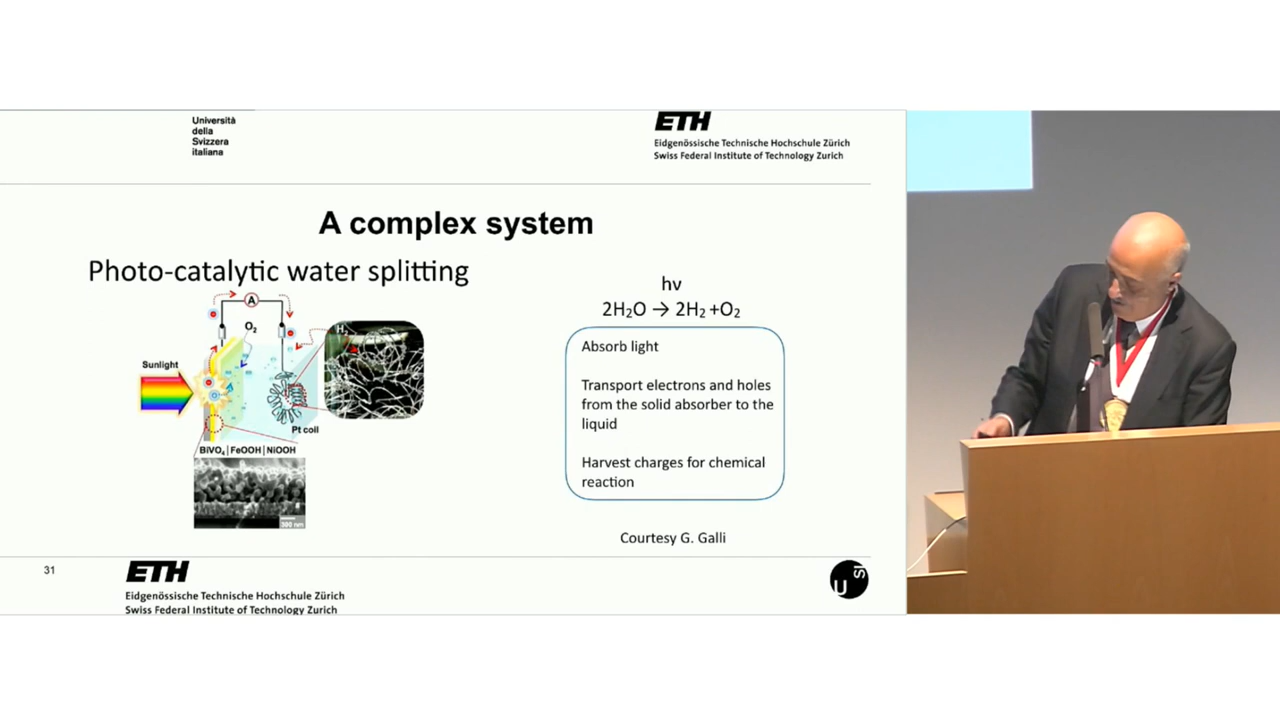 Università
della
Svizzera
italiana
ETH
Eidgenössische Technische Hochschule Zürich
Swiss Federal Institute of Technology Zurich
A complex system
Photo-catalytic water splitting
A
O₂
H₂
Sunlight
Pt coil
BiVO₄ | FeOOH | NiOOH
300 nm
hν
2H₂O → 2H₂ +O₂
Absorb light
Transport electrons and holes
from the solid absorber to the
liquid
Harvest charges for chemical
reaction
Courtesy G. Galli
31
ETH
Eidgenössische Technische Hochschule Zürich
Swiss Federal Institute of Technology Zurich
U SI